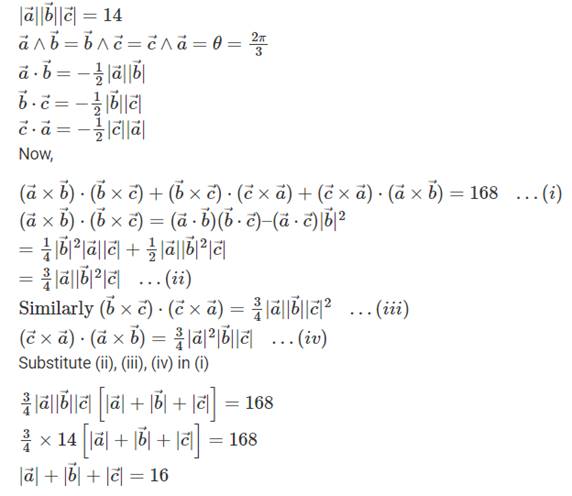 |a⃗||b⃗||c⃗| = 14
a⃗ ∧ b⃗ = b⃗ ∧ c⃗ = c⃗ ∧ a⃗ = θ = 2π/3
a⃗ · b⃗ = −1/2|a⃗||b⃗|
b⃗ · c⃗ = −1/2|b⃗||c⃗|
c⃗ · a⃗ = −1/2|c⃗||a⃗|
Now,
(a⃗ × b⃗) · (b⃗ × c⃗) + (b⃗ × c⃗) · (c⃗ × a⃗) + (c⃗ × a⃗) · (a⃗ × b⃗) = 168 …(i)
(a⃗ × b⃗) · (b⃗ × c⃗) = (a⃗ · b⃗)(b⃗ · c⃗)–(a⃗ · c⃗)|b⃗|²
= 1/4|b⃗|²|a⃗||c⃗| + 1/2|a⃗||b⃗|²|c⃗|
= 3/4|a⃗||b⃗|²|c⃗| …(ii)
Similarly (b⃗ × c⃗) · (c⃗ × a⃗) = 3/4|a⃗||b⃗||c⃗|² …(iii)
(c⃗ × a⃗) · (a⃗ × b⃗) = 3/4|a⃗|²|b⃗||c⃗| …(iv)
Substitute (ii), (iii), (iv) in (i)
3/4|a⃗||b⃗||c⃗| [|a⃗| + |b⃗| + |c⃗|] = 168
3/4 × 14 [|a⃗| + |b⃗| + |c⃗|] = 168
|a⃗| + |b⃗| + |c⃗| = 16